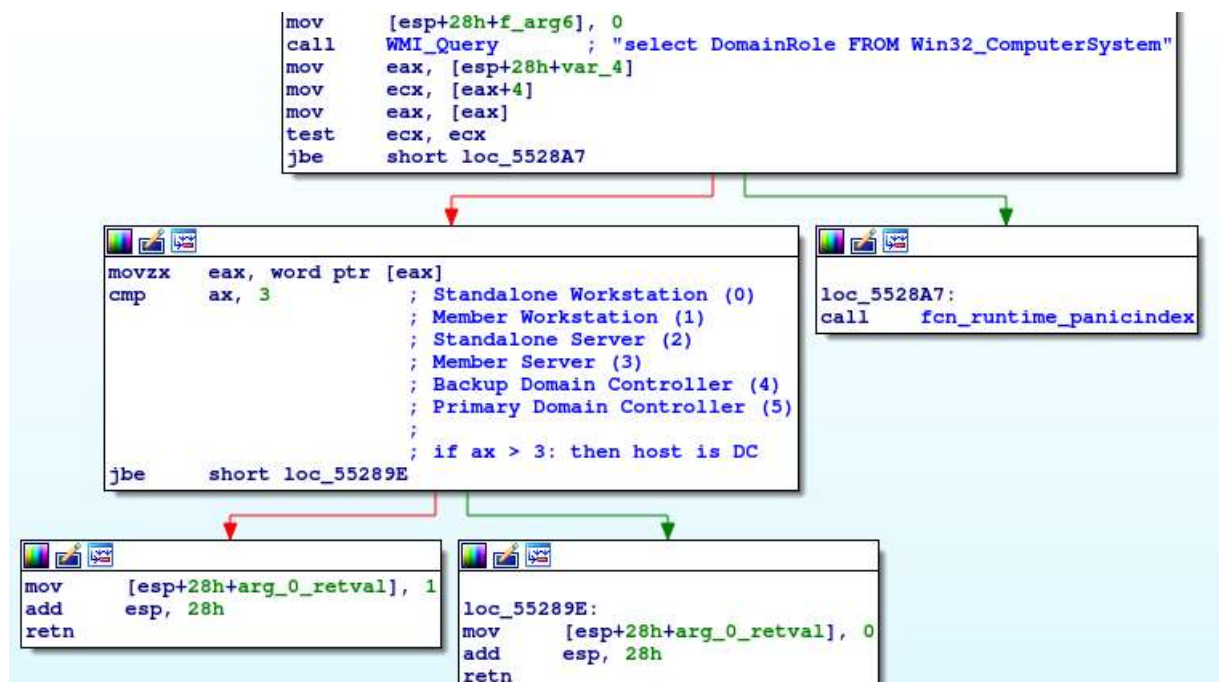 mov [esp+28h+f_arg6], 0
call WMI_Query ; "select DomainRole FROM Win32_ComputerSystem"
mov eax, [esp+28h+var_4]
mov ecx, [eax+4]
mov eax, [eax]
test ecx, ecx
jbe short loc_5528A7
movzx eax, word ptr [eax]
cmp ax, 3 ; Standalone Workstation (0)
; Member Workstation (1)
; Standalone Server (2)
; Member Server (3)
; Backup Domain Controller (4)
; Primary Domain Controller (5)
;
; if ax > 3: then host is DC
jbe short loc_55289E
loc_5528A7:
call fcn_runtime_panicindex
mov [esp+28h+arg_0_retval], 1
add esp, 28h
retn
loc_55289E:
mov [esp+28h+arg_0_retval], 0
add esp, 28h
retn